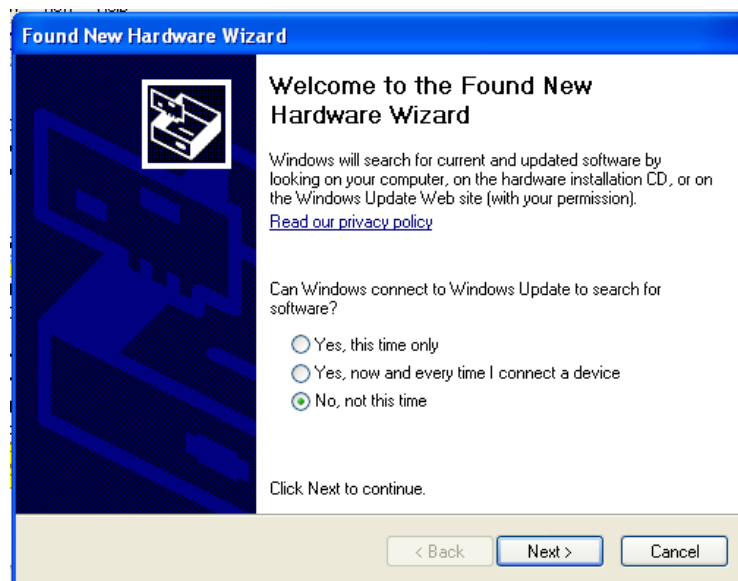 Found New Hardware Wizard
Welcome to the Found New
Hardware Wizard
Windows will search for current and updated software by
looking on your computer, on the hardware installation CD, or on
the Windows Update Web site (with your permission).
Read our privacy policy
Can Windows connect to Windows Update to search for
software?
Yes, this time only
Yes, now and every time I connect a device
No, not this time
Click Next to continue.
< Back
Next >
Cancel